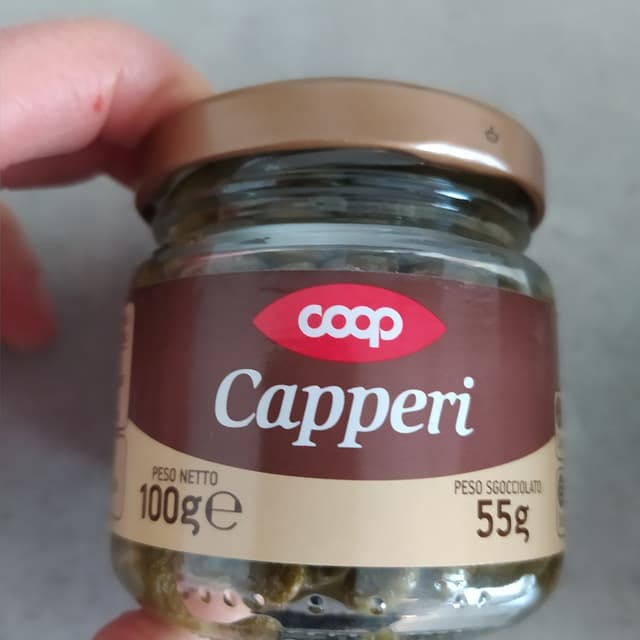 coop
Capperi
PESO NETTO
100g℮
PESO SGOCCIOLATO
55g